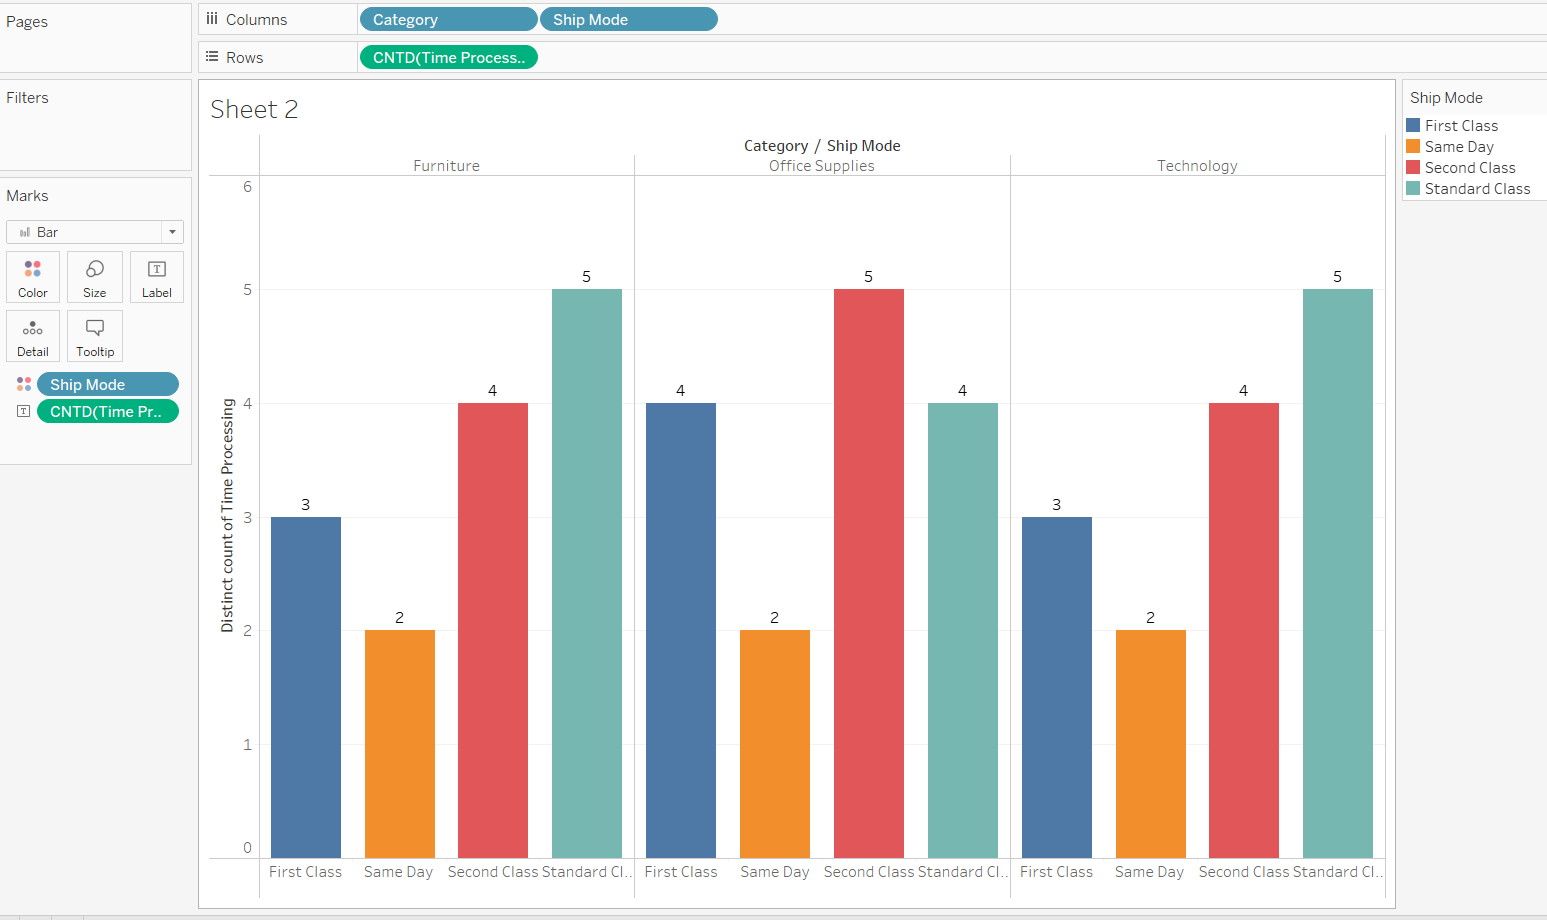 Pages
Columns
Category
Ship Mode
Rows
CNTD(Time Process..
Filters
Marks
Bar
Color
Size
Label
Detail
Tooltip
Ship Mode
CNTD(Time Pr..
Sheet 2
Category / Ship Mode
Furniture
Office Supplies
Technology
Distinct count of Time Processing
6
5
4
3
2
1
0
3
2
4
5
4
2
5
4
3
2
4
5
First Class
Same Day
Second Class
Standard Cl..
First Class
Same Day
Second Class
Standard Cl..
First Class
Same Day
Second Class
Standard Cl..
Ship Mode
First Class
Same Day
Second Class
Standard Class